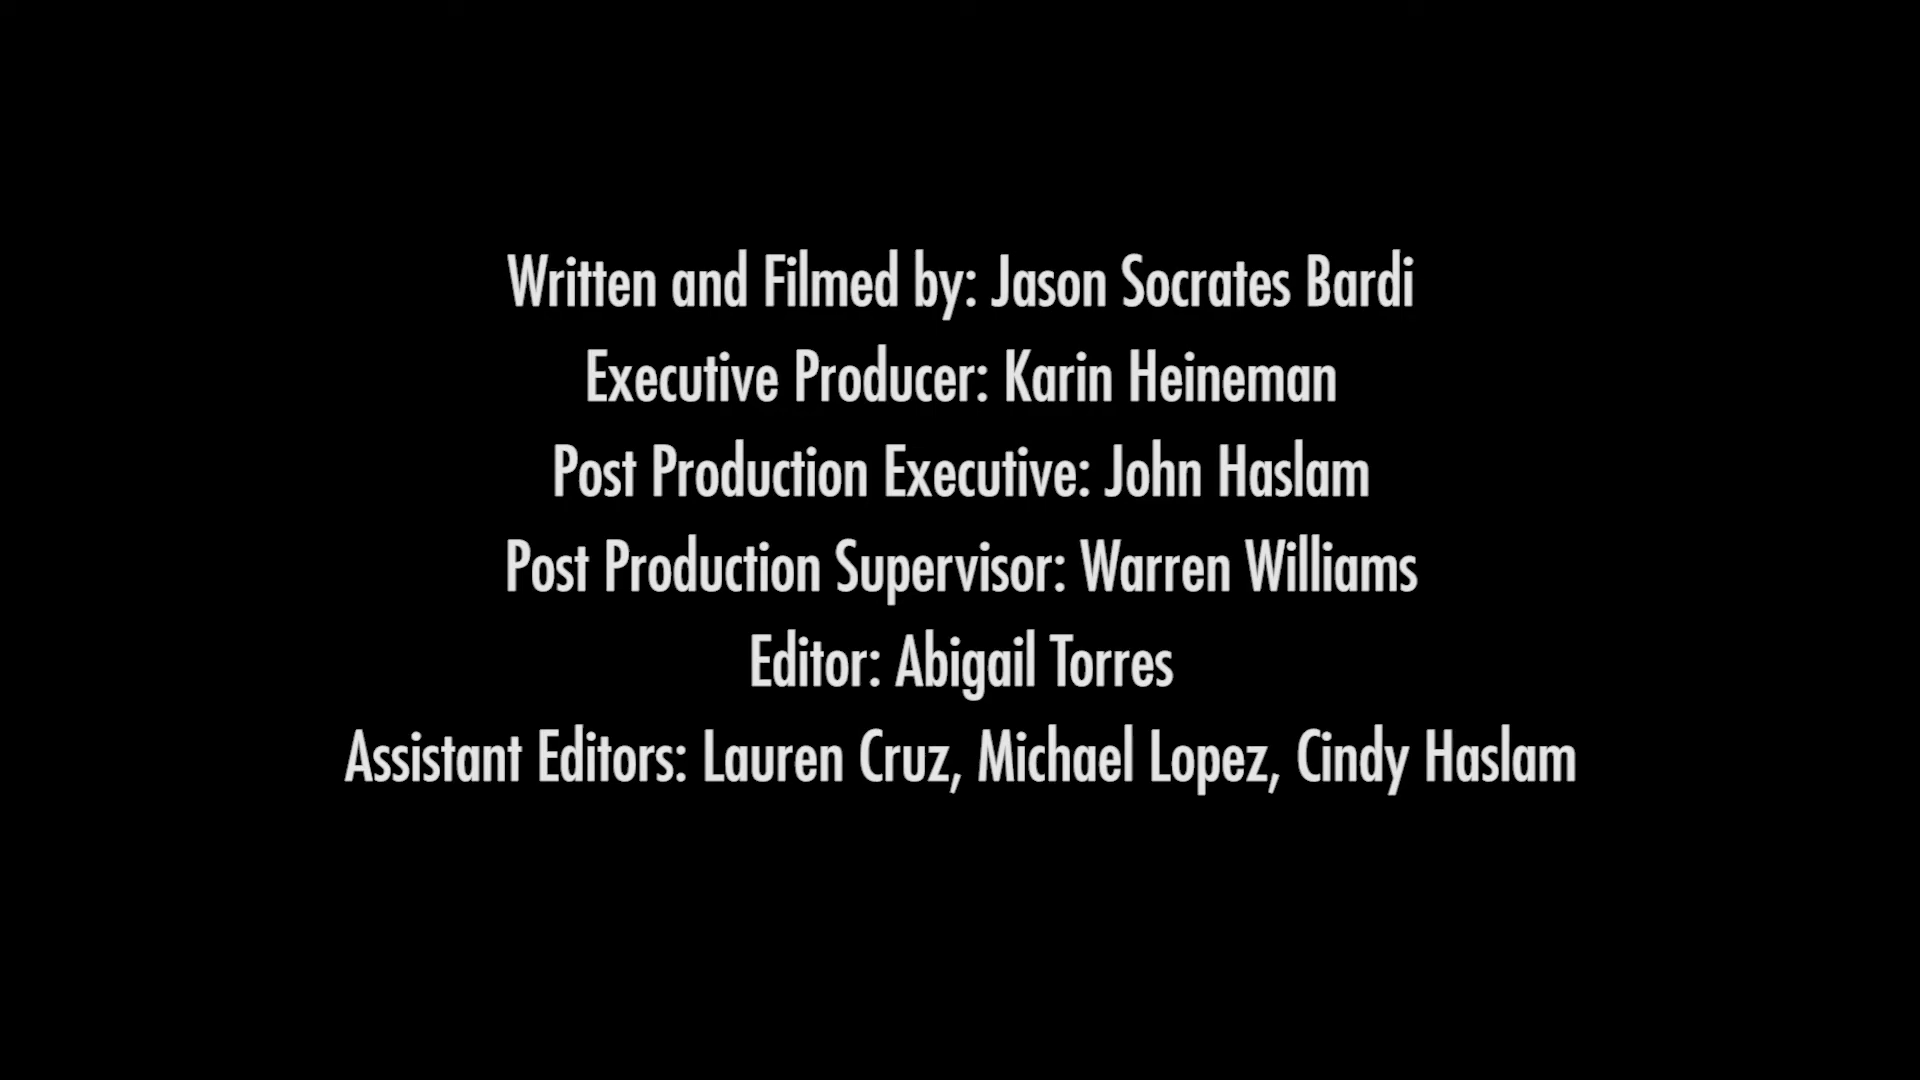 Written and Filmed by: Jason Socrates Bardi
Executive Producer: Karin Heineman
Post Production Executive: John Haslam
Post Production Supervisor: Warren Williams
Editor: Abigail Torres
Assistant Editors: Lauren Cruz, Michael Lopez, Cindy Haslam